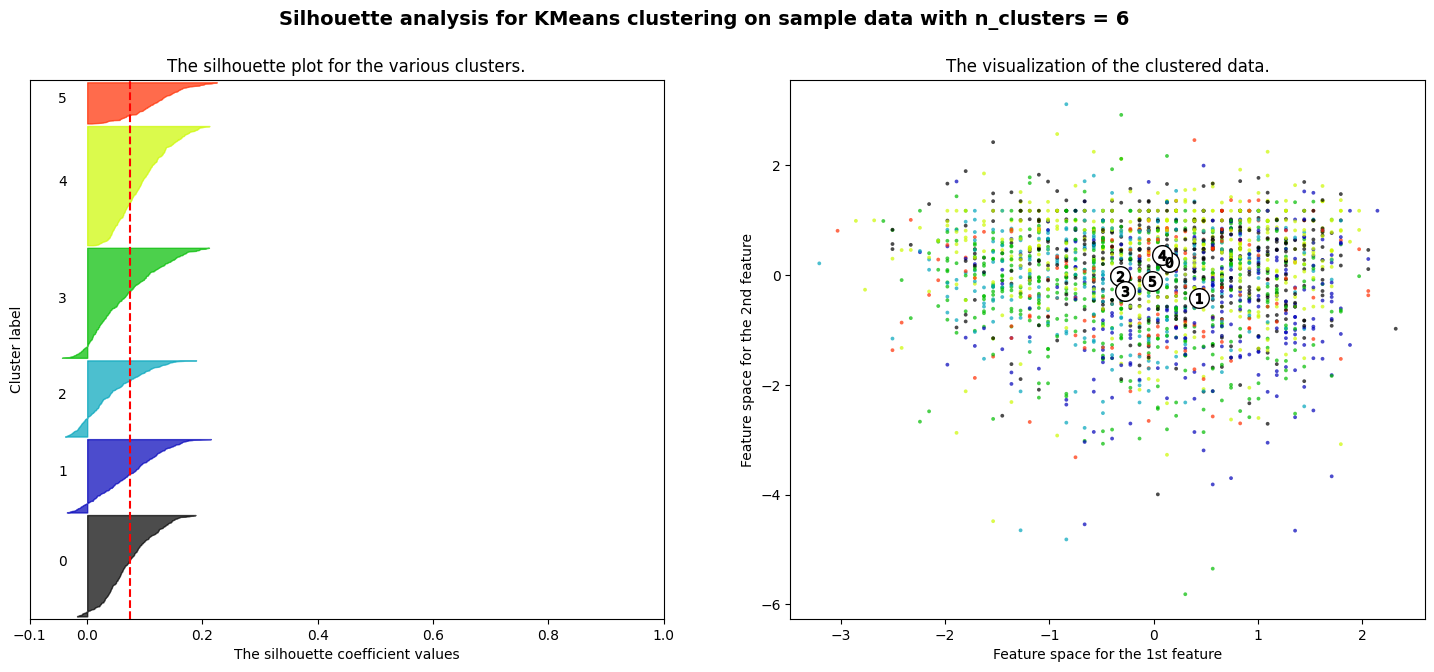 Silhouette analysis for KMeans clustering on sample data with n_clusters = 6
The silhouette plot for the various clusters.
5
4
3
2
1
0
Cluster label
−0.1 0.0 0.2 0.4 0.6 0.8 1.0
The silhouette coefficient values
The visualization of the clustered data.
2
0
−2
−4
−6
Feature space for the 2nd feature
4
0
2
5
3
1
−3 −2 −1 0 1 2
Feature space for the 1st feature